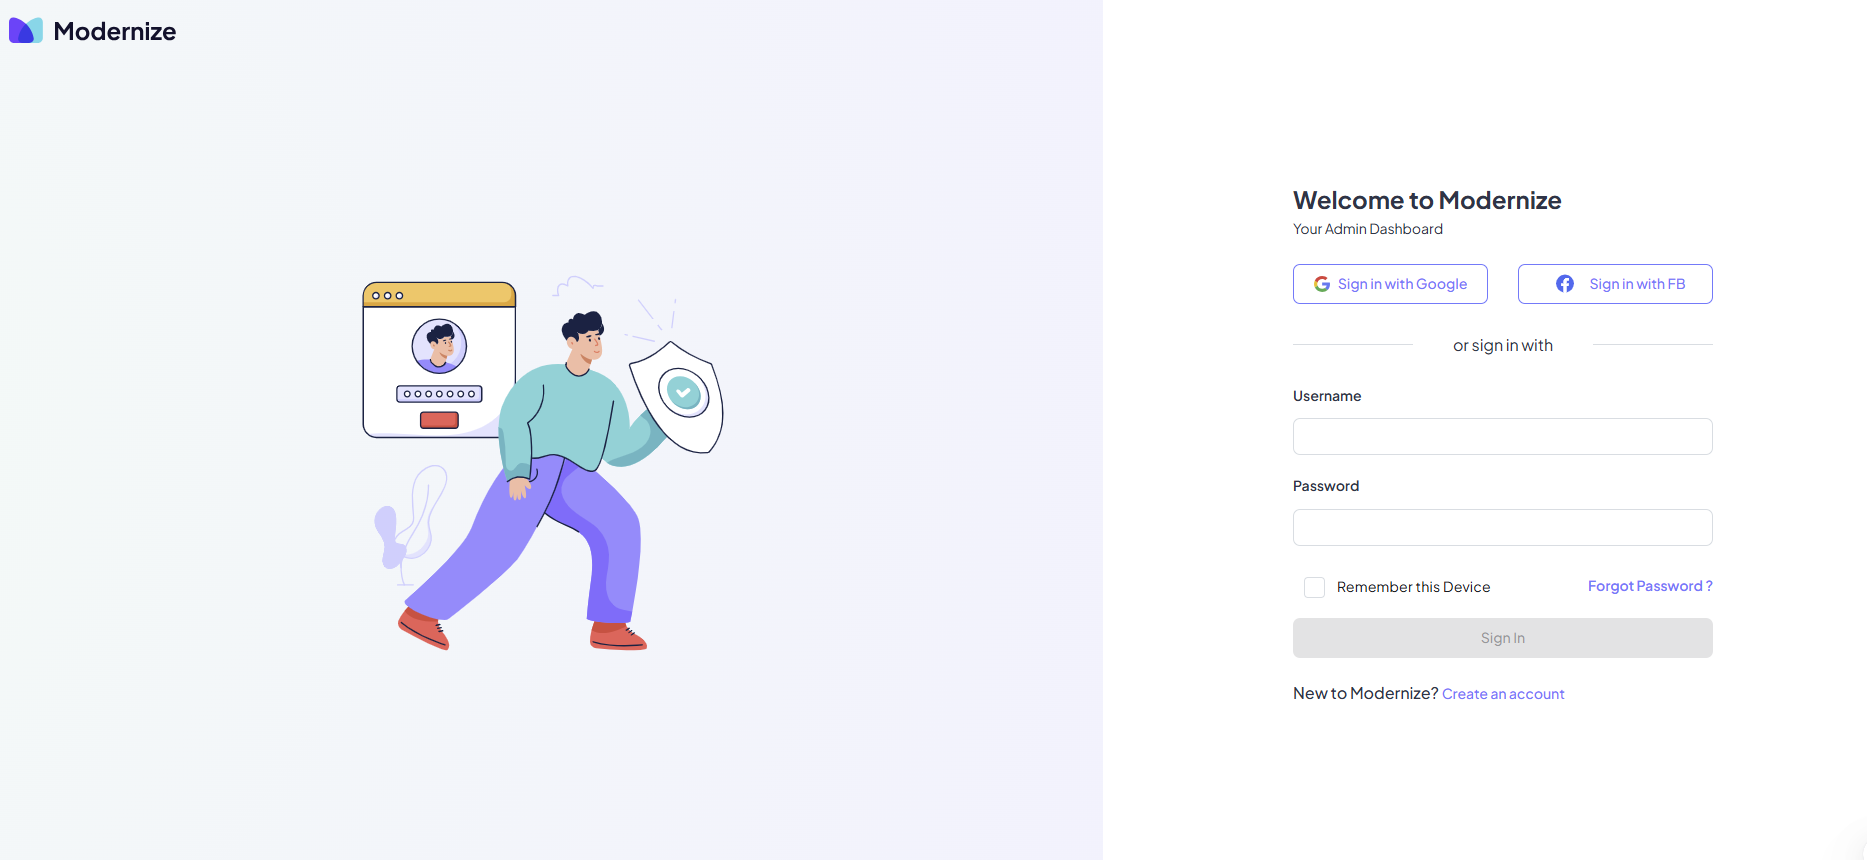 Modernize
Welcome to Modernize
Your Admin Dashboard
Sign in with Google
Sign in with FB
or sign in with
Username
Password
Remember this Device
Forgot Password ?
Sign In
New to Modernize? Create an account